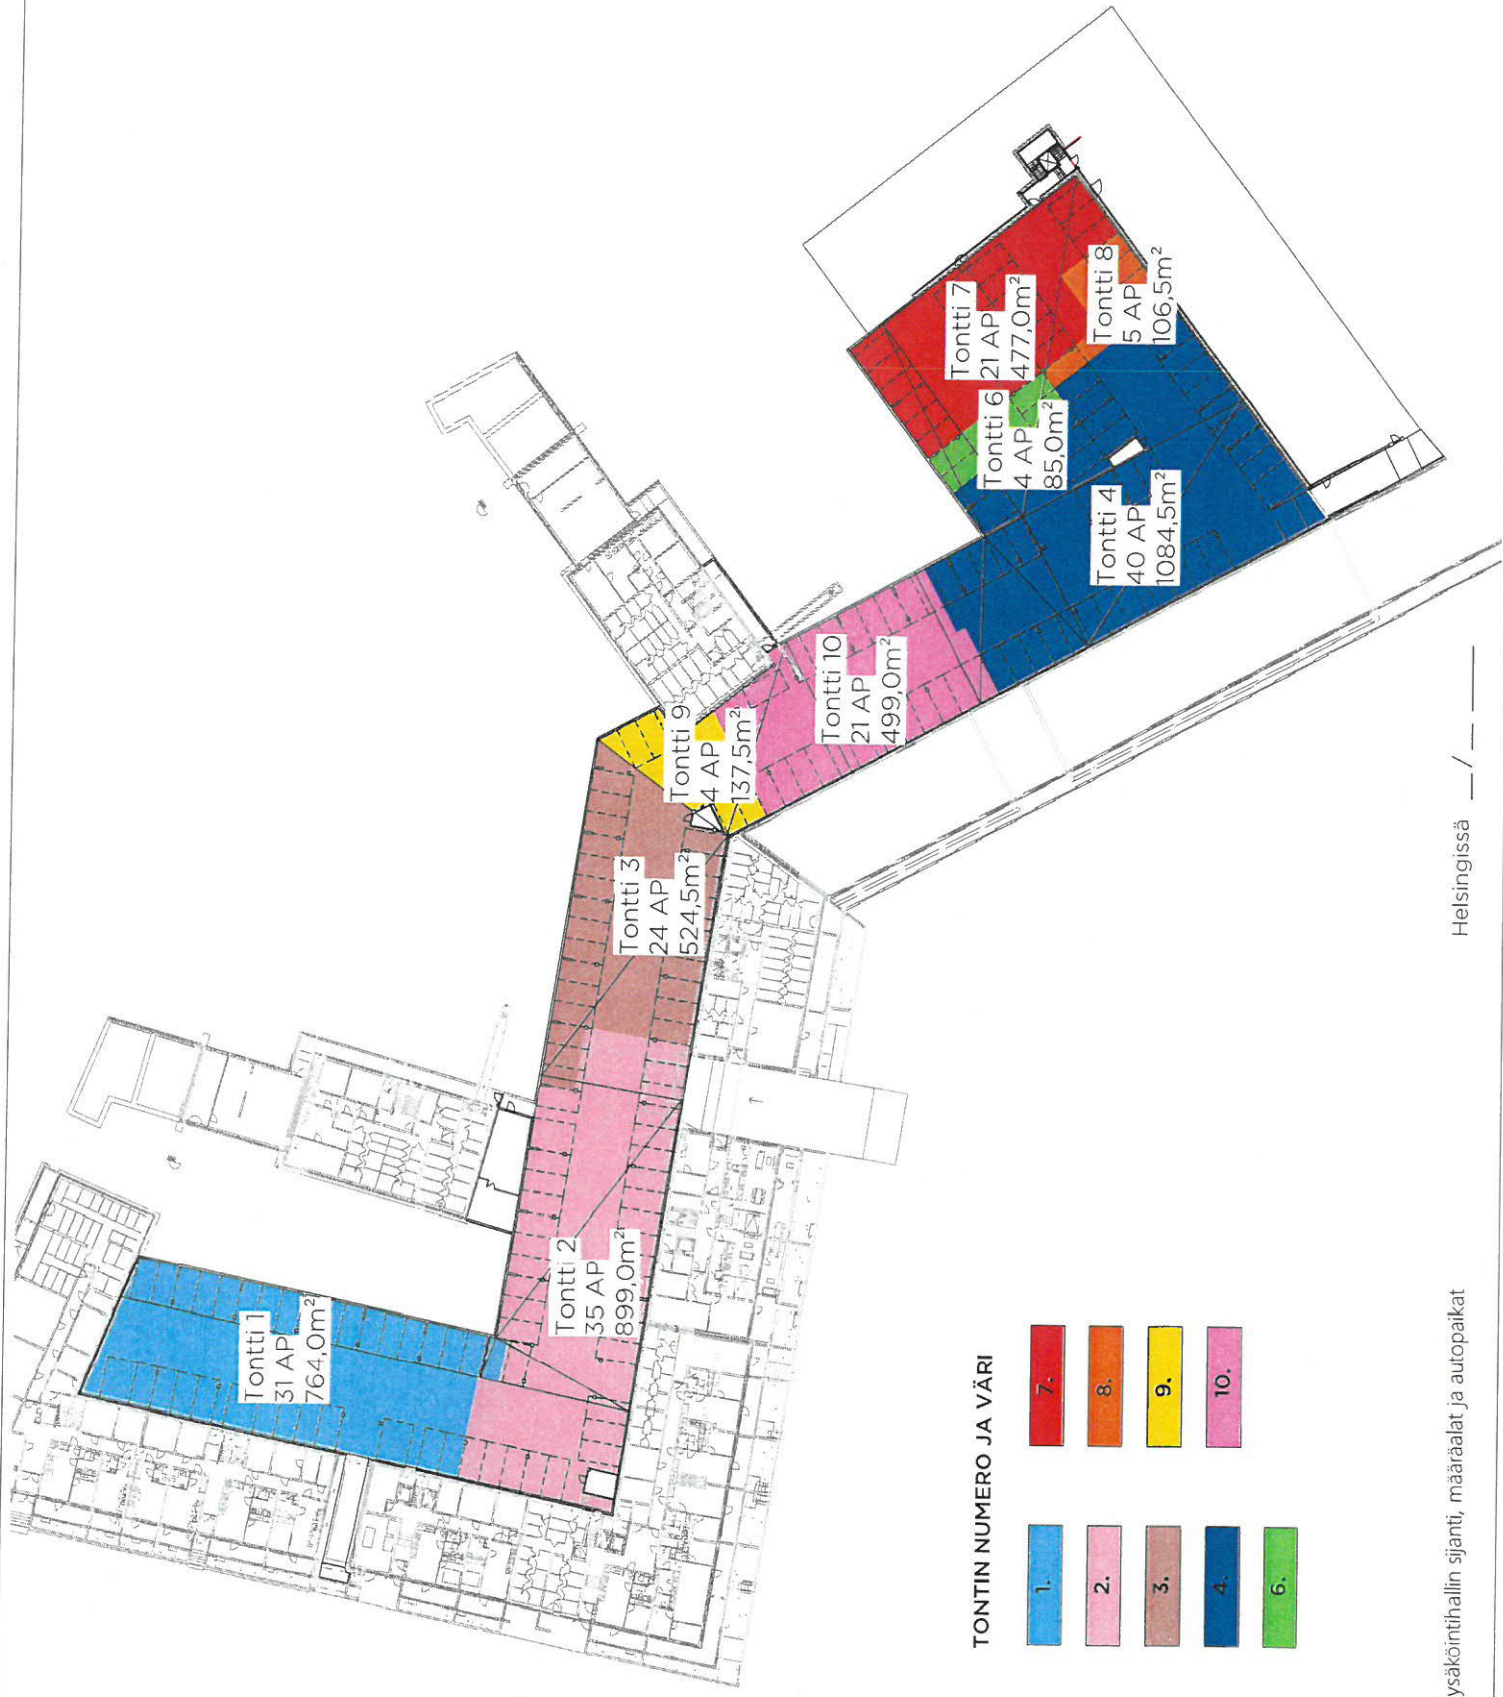 Tontti 1
31 AP
764,0m²
Tontti 2
35 AP
899,0m²
Tontti 3
24 AP
524,5m²
Tontti 9
4 AP
137,5m²
Tontti 10
21 AP
499,0m²
Tontti 4
40 AP
1084,5m²
Tontti 6
4 AP
85,0m²
Tontti 7
21 AP
477,0m²
Tontti 8
5 AP
106,5m²
TONTIN NUMERO JA VÄRI
1.
2.
3.
4.
6.
7.
8.
9.
10.
ysäköintihallin sijanti, määräalat ja autopaikat
Helsingissä __/__ ____